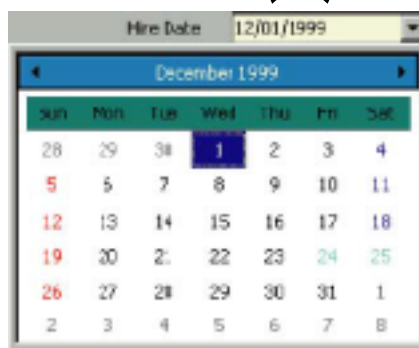 Hire Date 12/01/1999
December 1999
Sun Mon Tue Wed Thu Fri Sat
28 29 30 1 2 3 4
5 6 7 8 9 10 11
12 13 14 15 16 17 18
19 20 21 22 23 24 25
26 27 28 29 30 31 1
2 3 4 5 6 7 8